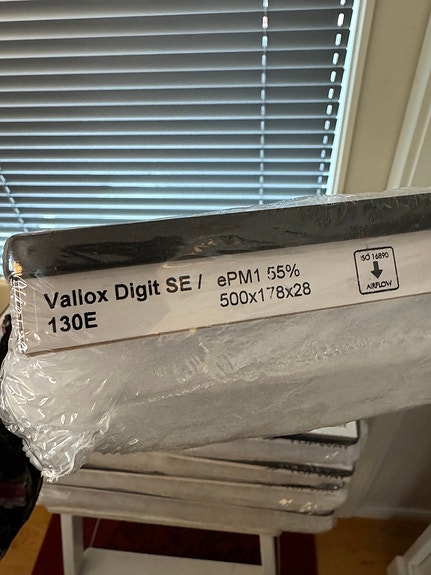 Vallox Digit SE /
130E
ePM1 55%
500x178x28
ISO 16890
AIRFLOW